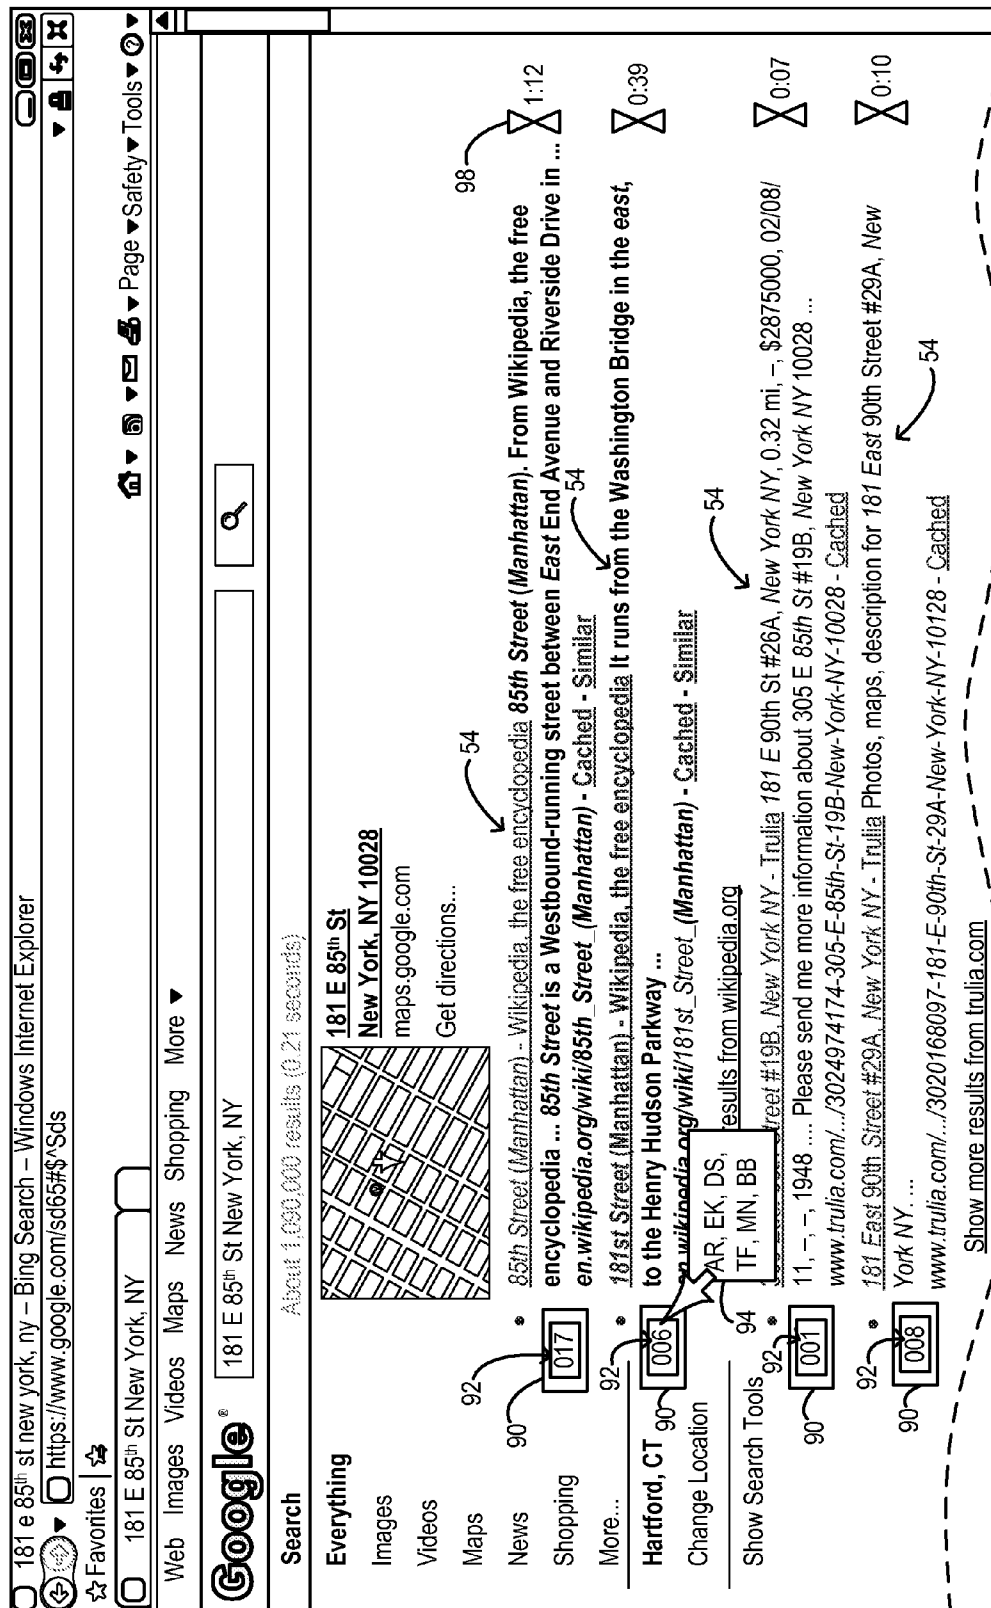 181 e 85th st new york, ny – Bing Search – Windows Internet Explorer
https://www.google.com/sd65#$^Sds
Favorites
181 E 85th St New York, NY
Page Safety Tools
Web Images Videos Maps News Shopping More
Google®
181 E 85th St New York, NY
Search
About 1,090,000 results (0.21 seconds)
Everything
Images
Videos
Maps
News
Shopping
More...
Hartford, CT
Change Location
Show Search Tools
181 E 85th St
New York, NY 10028
maps.google.com
Get directions...
54
98
85th Street (Manhattan) - Wikipedia, the free encyclopedia 85th Street (Manhattan). From Wikipedia, the free
encyclopedia ... 85th Street is a Westbound-running street between East End Avenue and Riverside Drive in ...
en.wikipedia.org/wiki/85th_Street_(Manhattan) - Cached - Similar
1:12
92
90
017
54
181st Street (Manhattan) - Wikipedia, the free encyclopedia It runs from the Washington Bridge in the east,
to the Henry Hudson Parkway ...
en.wikipedia.org/wiki/181st_Street_(Manhattan) - Cached - Similar
0:39
92
90
006
AR, EK, DS,
TF, MN, BB
94
results from wikipedia.org
54
Street #19B, New York NY - Trulia 181 E 90th St #26A, New York NY, 0.32 mi, –, $2875000, 02/08/
11, –, –, 1948 .... Please send me more information about 305 E 85th St #19B, New York NY 10028 ...
www.trulia.com/.../3024974174-305-E-85th-St-19B-New-York-NY-10028 - Cached
0:07
92
90
001
181 East 90th Street #29A, New York NY - Trulia Photos, maps, description for 181 East 90th Street #29A, New
York NY. ...
www.trulia.com/.../3020168097-181-E-90th-St-29A-New-York-NY-10128 - Cached
0:10
92
90
008
54
Show more results from trulia.com